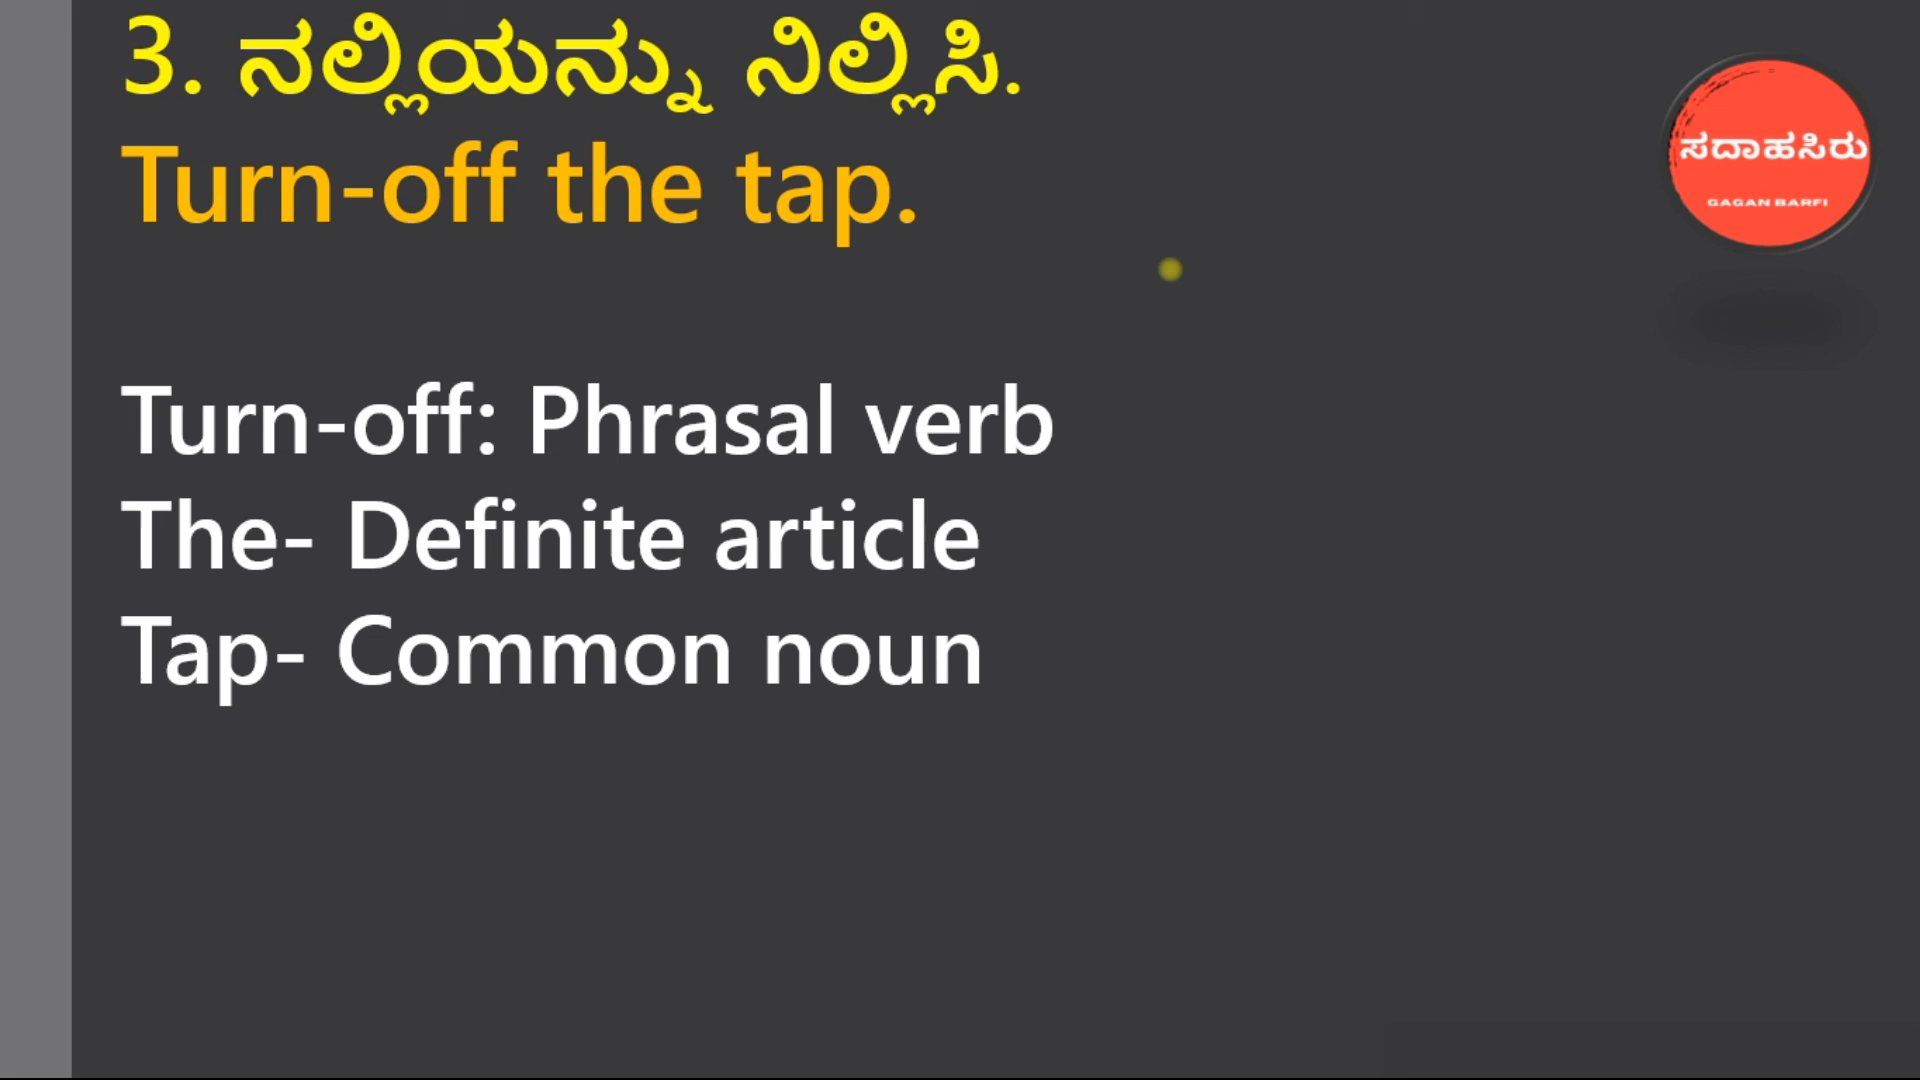 3. ನಲ್ಲಿಯನ್ನು ನಿಲ್ಲಿಸಿ.
Turn-off the tap.
ಸದಾಹಸಿರು
GAGAN BARFI
Turn-off: Phrasal verb
The- Definite article
Tap- Common noun